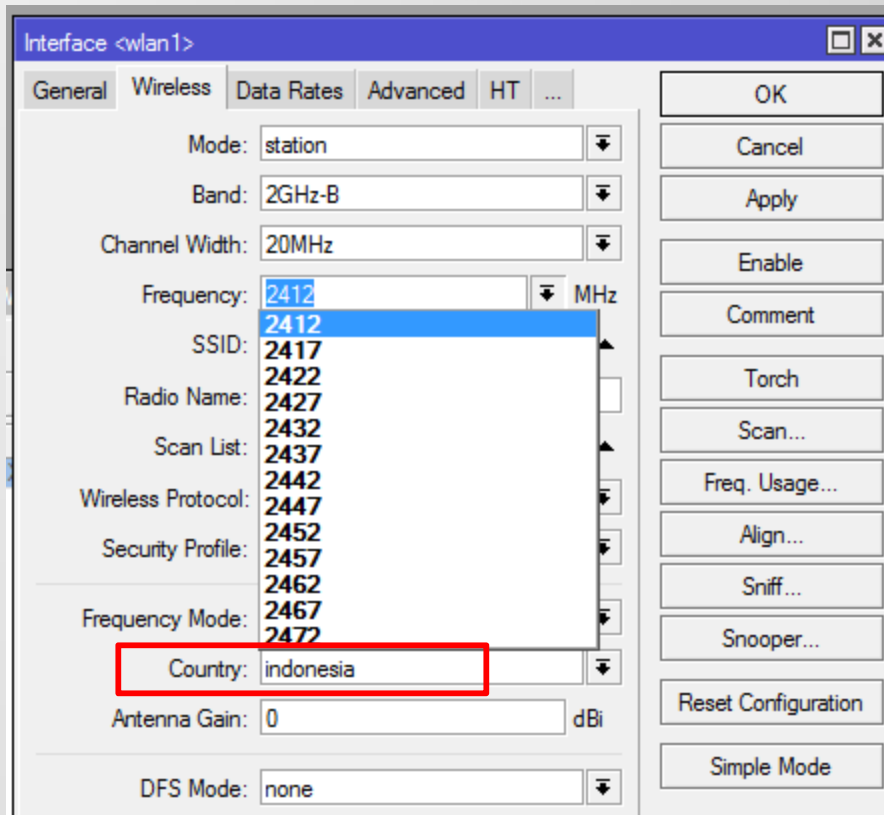 Interface <wlan1>
General Wireless Data Rates Advanced HT ...
Mode: station
Band: 2GHz-B
Channel Width: 20MHz
Frequency: 2412 MHz
2412
2417
2422
2427
2432
2437
2442
2447
2452
2457
2462
2467
2472
SSID:
Radio Name:
Scan List:
Wireless Protocol:
Security Profile:
Frequency Mode:
Country: indonesia
Antenna Gain: 0 dBi
DFS Mode: none
OK
Cancel
Apply
Enable
Comment
Torch
Scan...
Freq. Usage...
Align...
Sniff...
Snooper...
Reset Configuration
Simple Mode